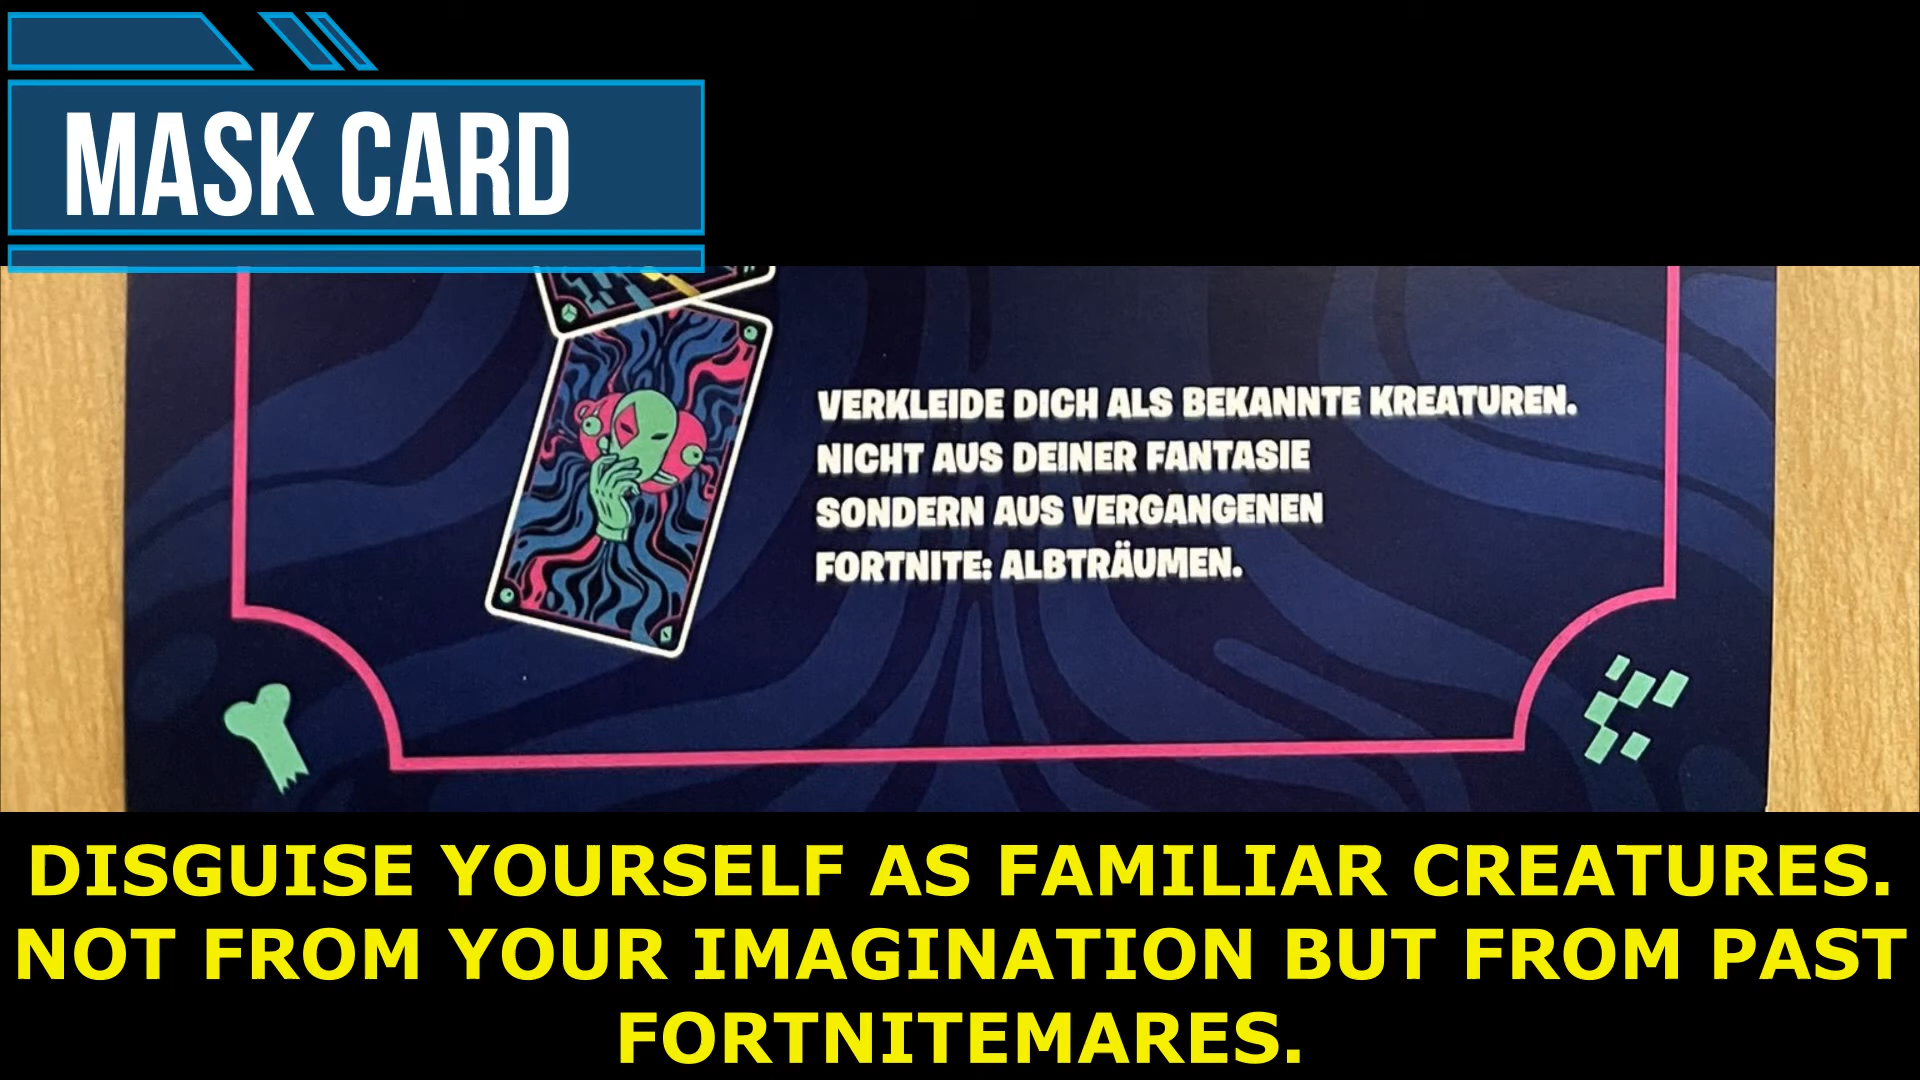 MASK CARD
VERKLEIDE DICH ALS BEKANNTE KREATUREN.
NICHT AUS DEINER FANTASIE
SONDERN AUS VERGANGENEN
FORTNITE: ALBTRÄUMEN.
DISGUISE YOURSELF AS FAMILIAR CREATURES.
NOT FROM YOUR IMAGINATION BUT FROM PAST
FORTNITEMARES.